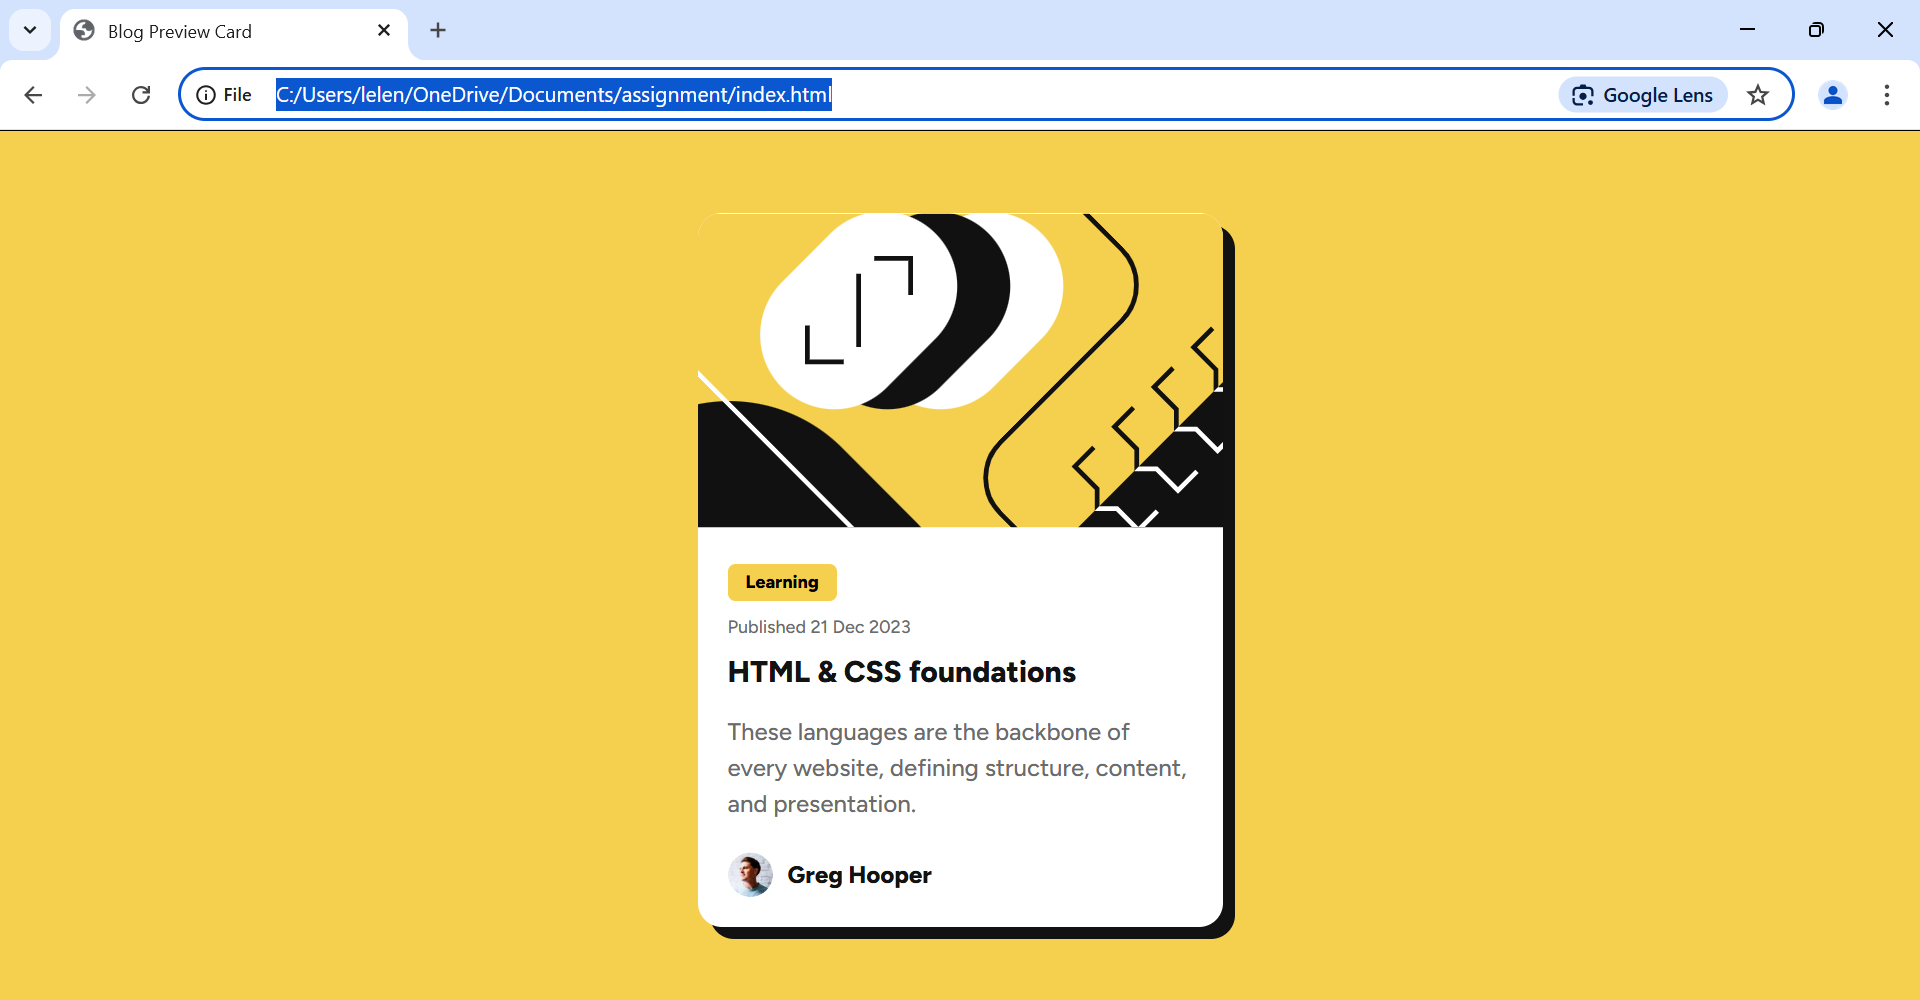 Blog Preview Card
File C:/Users/lelen/OneDrive/Documents/assignment/index.html Google Lens
Learning
Published 21 Dec 2023
HTML & CSS foundations
These languages are the backbone of
every website, defining structure, content,
and presentation.
Greg Hooper